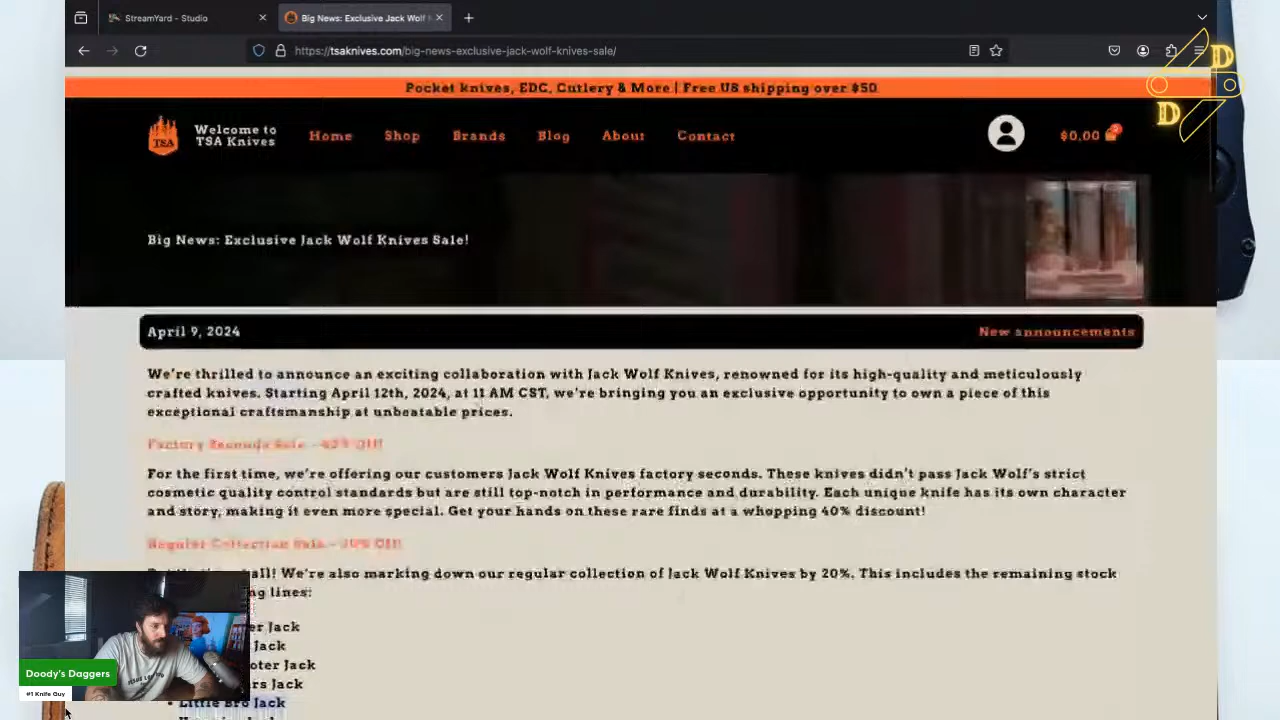 StreamYard - Studio
Big News: Exclusive Jack Wolf
https://tsaknives.com/big-news-exclusive-jack-wolf-knives-sale/
D
D
Pocket knives, EDC, Cutlery & More | Free US shipping over $50
Welcome to
TSA Knives
TSA
Home Shop Brands Blog About Contact
$0.00
Big News: Exclusive Jack Wolf Knives Sale!
April 9, 2024
New announcements
We're thrilled to announce an exciting collaboration with Jack Wolf Knives, renowned for its high-quality and meticulously
crafted knives. Starting April 12th, 2024, at 11 AM CST, we're bringing you an exclusive opportunity to own a piece of this
exceptional craftsmanship at unbeatable prices.
Factory Seconds Sale - 40% Off!
For the first time, we're offering our customers Jack Wolf Knives factory seconds. These knives didn't pass Jack Wolf's strict
cosmetic quality control standards but are still top-notch in performance and durability. Each unique knife has its own character
and story, making it even more special. Get your hands on these rare finds at a whopping 40% discount!
Regular Collection Sale - 20% Off!
all! We're also marking down our regular collection of Jack Wolf Knives by 20%. This includes the remaining stock
ng lines:
er Jack
Jack
oter Jack
rs Jack
• Little Bro Jack
Doody's Daggers
#1 Knife Guy